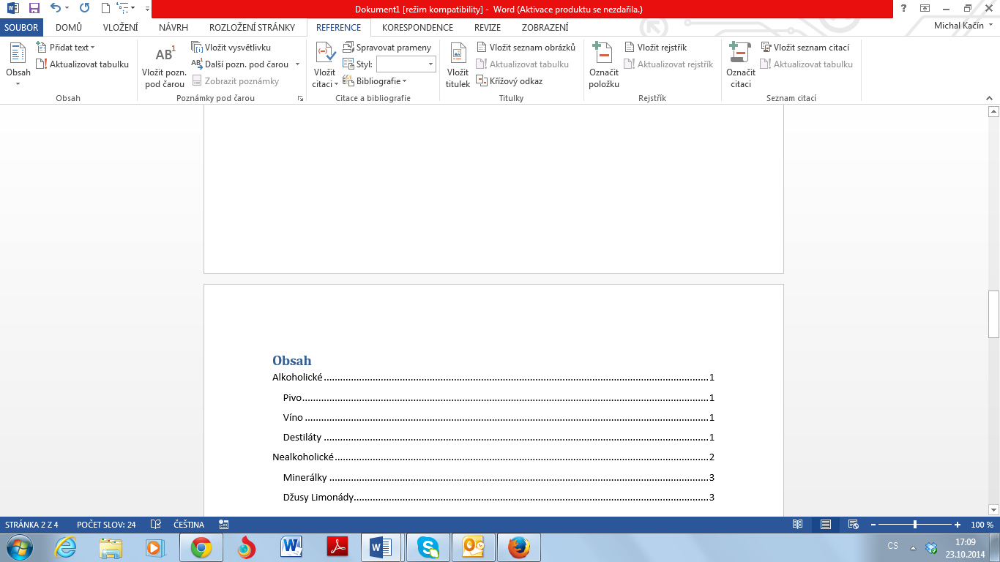 Dokument1 [režim kompatibility] - Word (Aktivace produktu se nezdařila.)
SOUBOR DOMŮ VLOŽENÍ NÁVRH ROZLOŽENÍ STRÁNKY REFERENCE KORESPONDENCE REVIZE ZOBRAZENÍ Michal Kačín
Obsah
Přidat text
Aktualizovat tabulku
Obsah
AB1
Vložit pozn. pod čarou
Vložit vysvětlivku
Další pozn. pod čarou
Zobrazit poznámky
Poznámky pod čarou
Vložit citaci
Spravovat prameny
Styl:
Bibliografie
Citace a bibliografie
Vložit titulek
Vložit seznam obrázků
Aktualizovat tabulku
Křížový odkaz
Titulky
Označit položku
Vložit rejstřík
Aktualizovat rejstřík
Rejstřík
Označit citaci
Vložit seznam citací
Aktualizovat tabulku
Seznam citací
Obsah
Alkoholické 1
Pivo 1
Víno 1
Destiláty 1
Nealkoholické 2
Minerálky 3
Džusy Limonády 3
STRÁNKA 2 Z 4 POČET SLOV: 24 ČEŠTINA 100 %
CS 17:09
23.10.2014